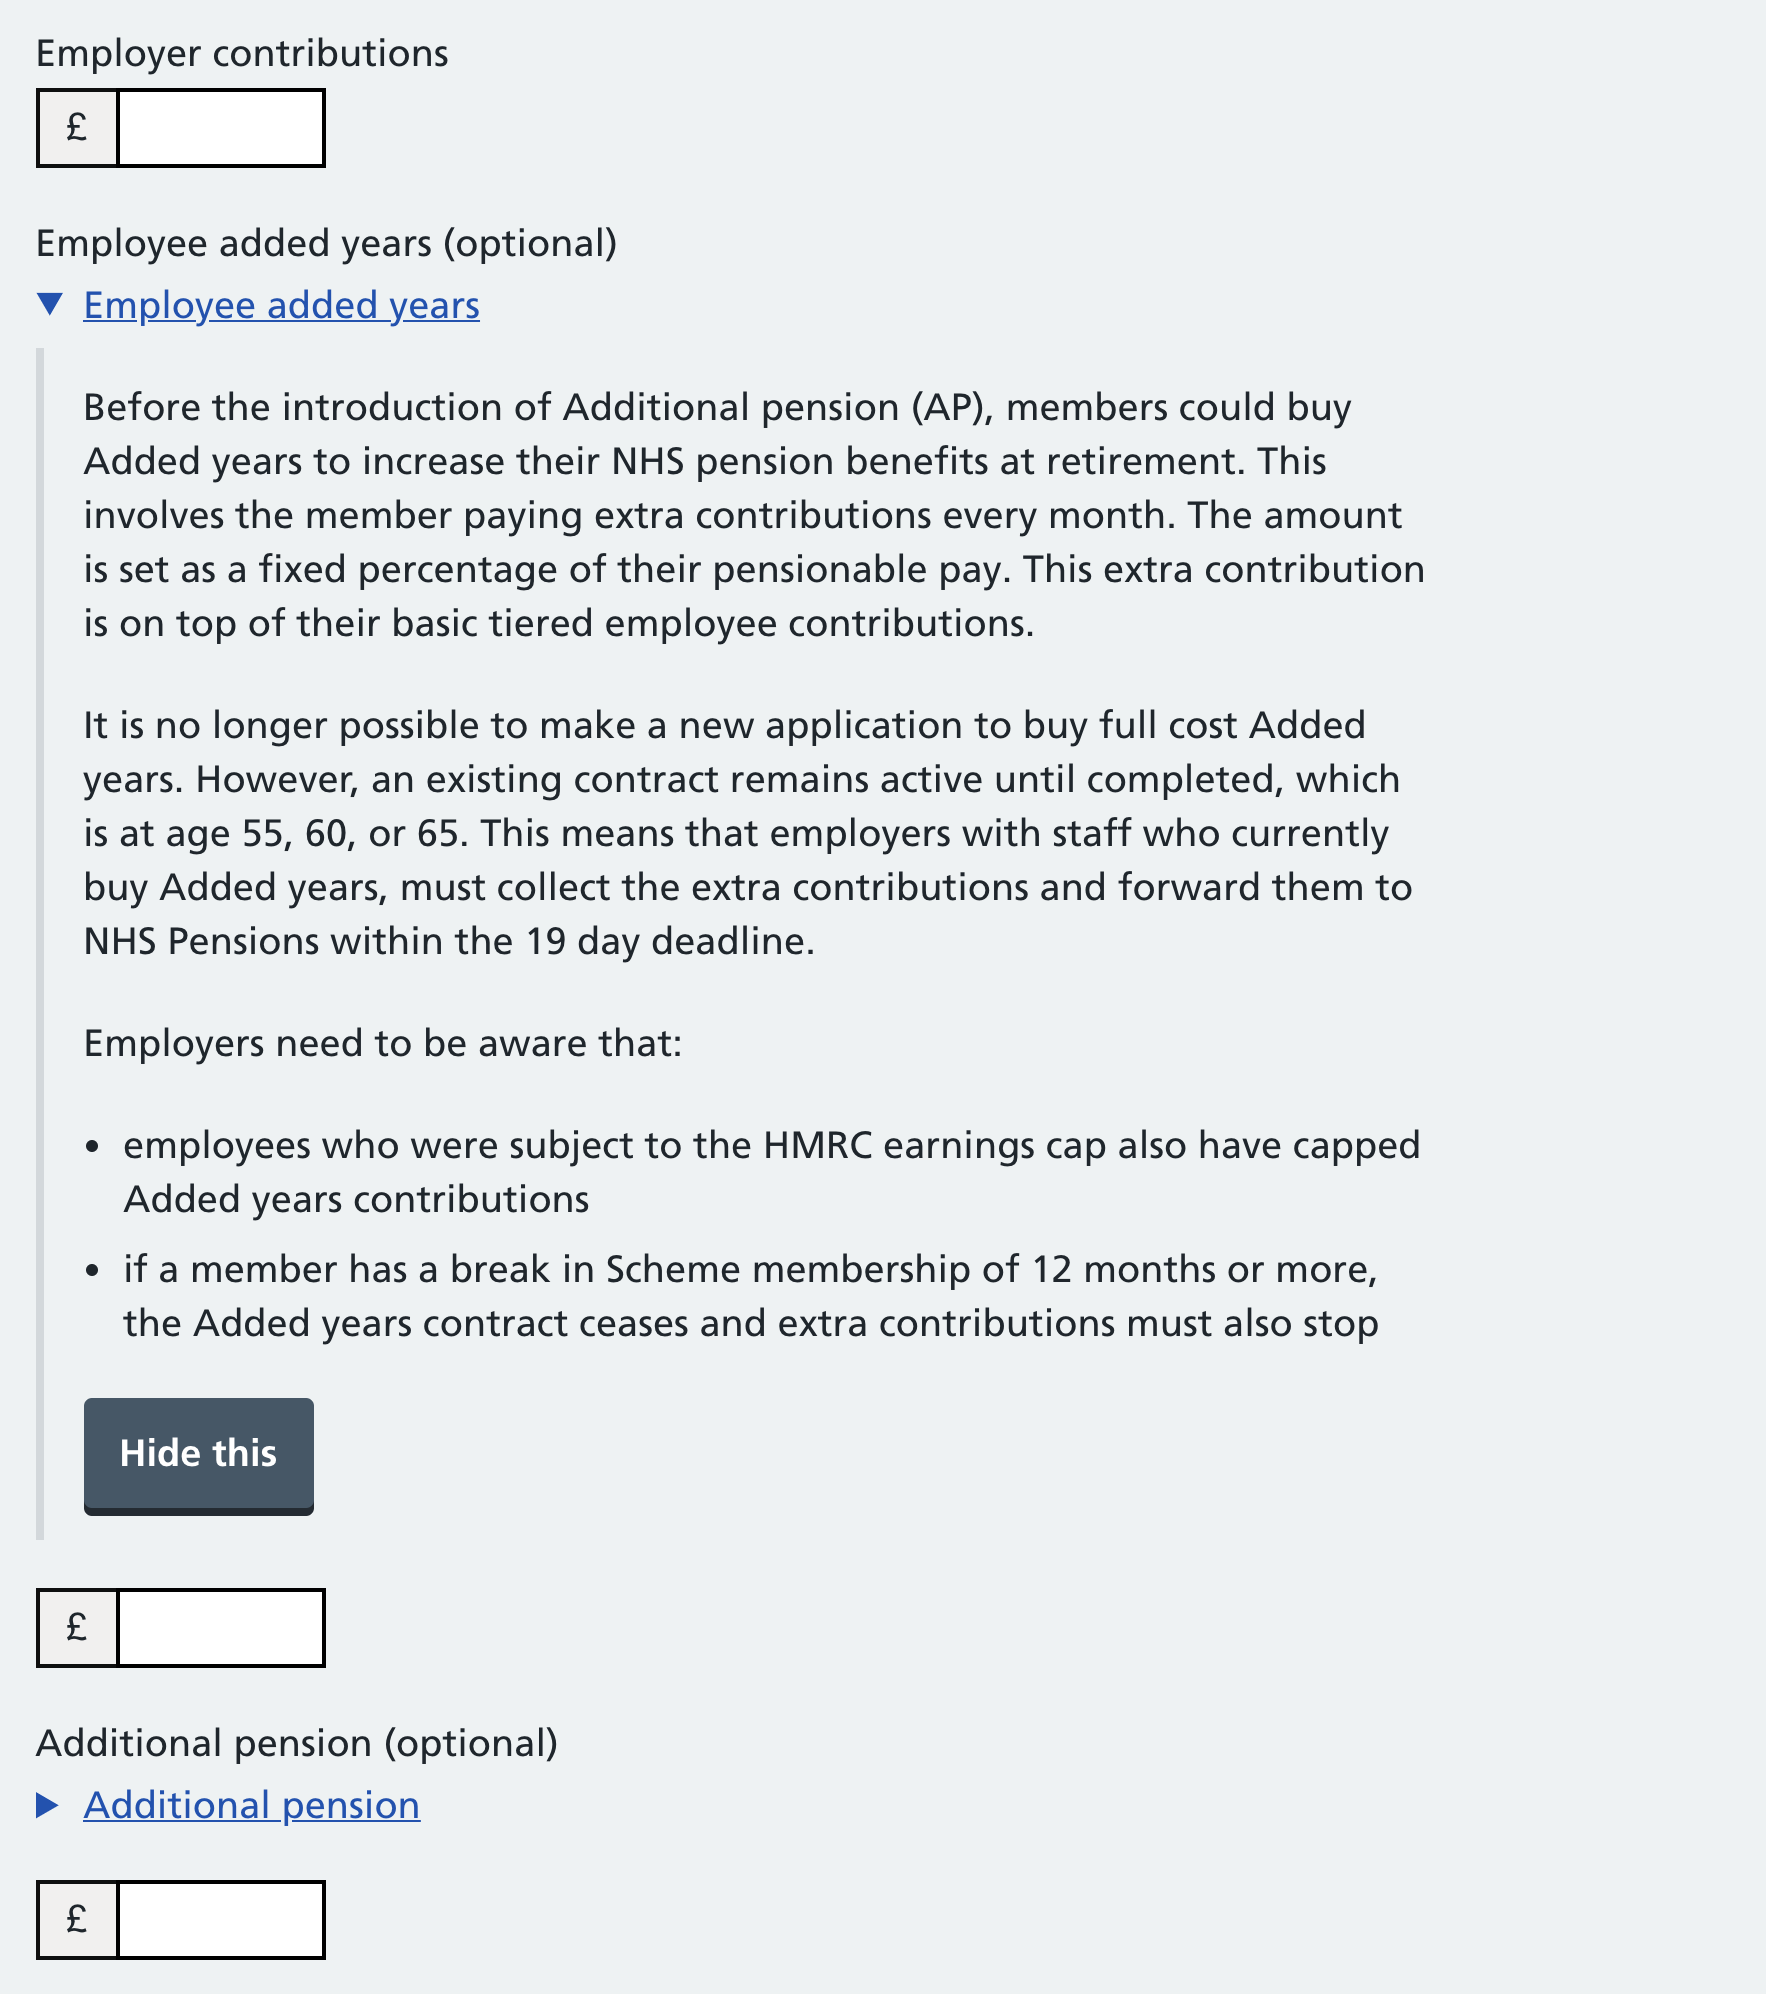 Employer contributions
£
Employee added years (optional)
Employee added years
Before the introduction of Additional pension (AP), members could buy
Added years to increase their NHS pension benefits at retirement. This
involves the member paying extra contributions every month. The amount
is set as a fixed percentage of their pensionable pay. This extra contribution
is on top of their basic tiered employee contributions.
It is no longer possible to make a new application to buy full cost Added
years. However, an existing contract remains active until completed, which
is at age 55, 60, or 65. This means that employers with staff who currently
buy Added years, must collect the extra contributions and forward them to
NHS Pensions within the 19 day deadline.
Employers need to be aware that:
• employees who were subject to the HMRC earnings cap also have capped
Added years contributions
• if a member has a break in Scheme membership of 12 months or more,
the Added years contract ceases and extra contributions must also stop
Hide this
£
Additional pension (optional)
Additional pension
£